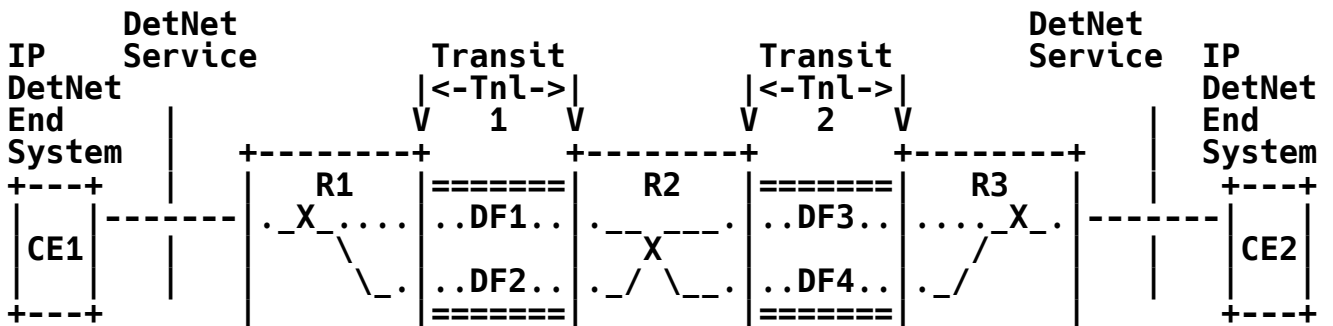 DetNet                                             DetNet
IP    Service         Transit          Transit           Service  IP
DetNet               |<-Tnl->|        |<-Tnl->|                   DetNet
End     |            V   1   V        V   2   V            |      End
System  |   +--------+       +--------+       +--------+   |      System
+---+   |   |   R1   |=======|   R2   |=======|   R3   |   |       +---+
|   |-------|._X_....|..DF1..|.__ ___.|..DF3..|...._X_.|-------|   |
|CE1|   |   |    \   |       |   X    |       |   /    |   |   |CE2|
|   |   |   |     \_.|..DF2..|._/ \__.|..DF4..|._/     |   |   |   |
+---+       |        |=======|        |=======|        |       +---+